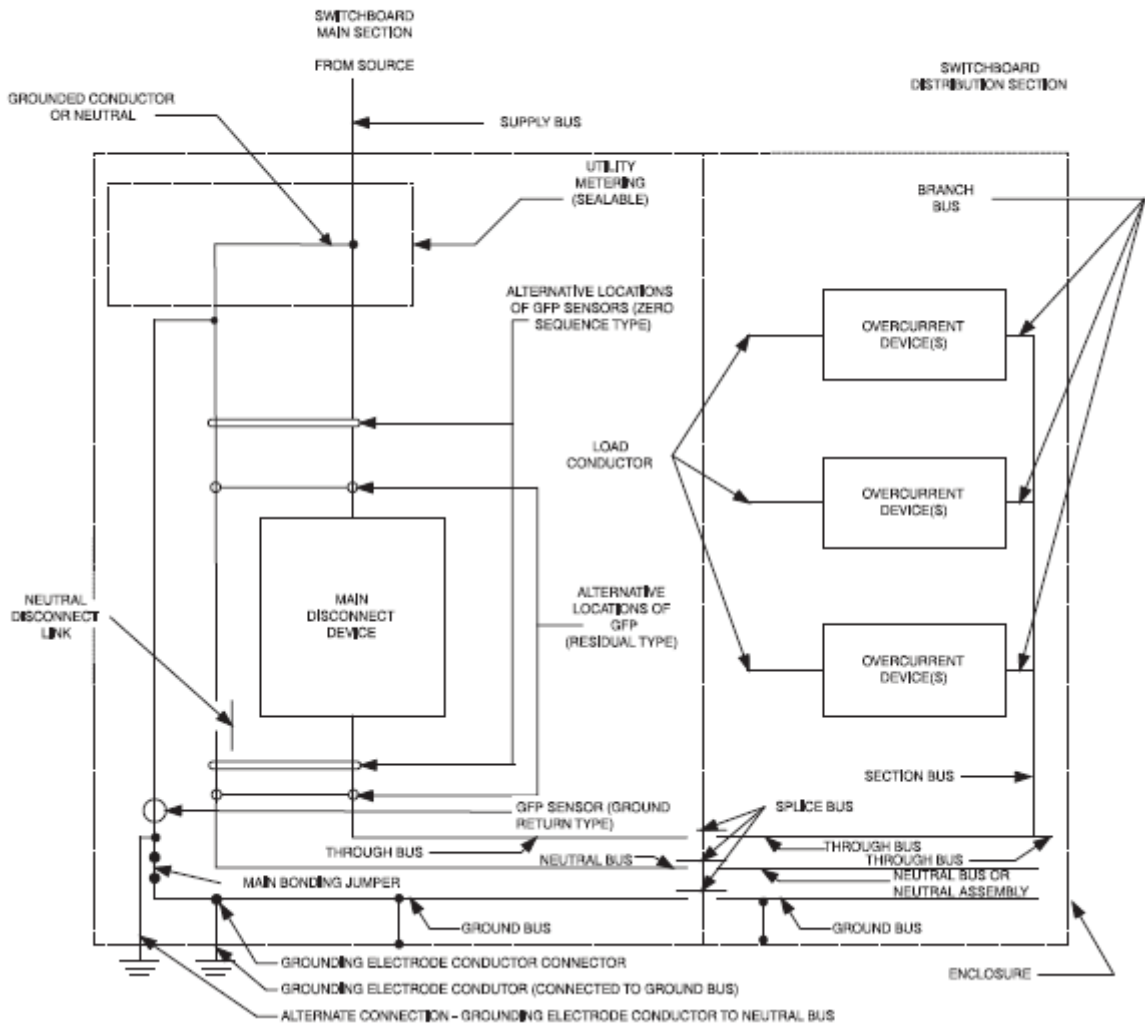 SWITCHBOARD
MAIN SECTION
FROM SOURCE
SWITCHBOARD
DISTRIBUTION SECTION
GROUNDED CONDUCTOR
OR NEUTRAL
SUPPLY BUS
UTILITY
METERING
(SEALABLE)
BRANCH
BUS
ALTERNATIVE LOCATIONS
OF GFP SENSORS (ZERO
SEQUENCE TYPE)
OVERCURRENT
DEVICE(S)
LOAD
CONDUCTOR
OVERCURRENT
DEVICE(S)
NEUTRAL
DISCONNECT
LINK
MAIN
DISCONNECT
DEVICE
ALTERNATIVE
LOCATIONS OF
GFP
(RESIDUAL TYPE)
OVERCURRENT
DEVICE(S)
SECTION BUS
GFP SENSOR (GROUND
RETURN TYPE)
SPLICE BUS
THROUGH BUS
THROUGH BUS
NEUTRAL BUS
THROUGH BUS
MAIN BONDING JUMPER
NEUTRAL BUS OR
NEUTRAL ASSEMBLY
GROUND BUS
GROUND BUS
GROUNDING ELECTRODE CONDUCTOR CONNECTOR
ENCLOSURE
GROUNDING ELECTRODE CONDUTOR (CONNECTED TO GROUND BUS)
ALTERNATE CONNECTION - GROUNDING ELECTRODE CONDUCTOR TO NEUTRAL BUS